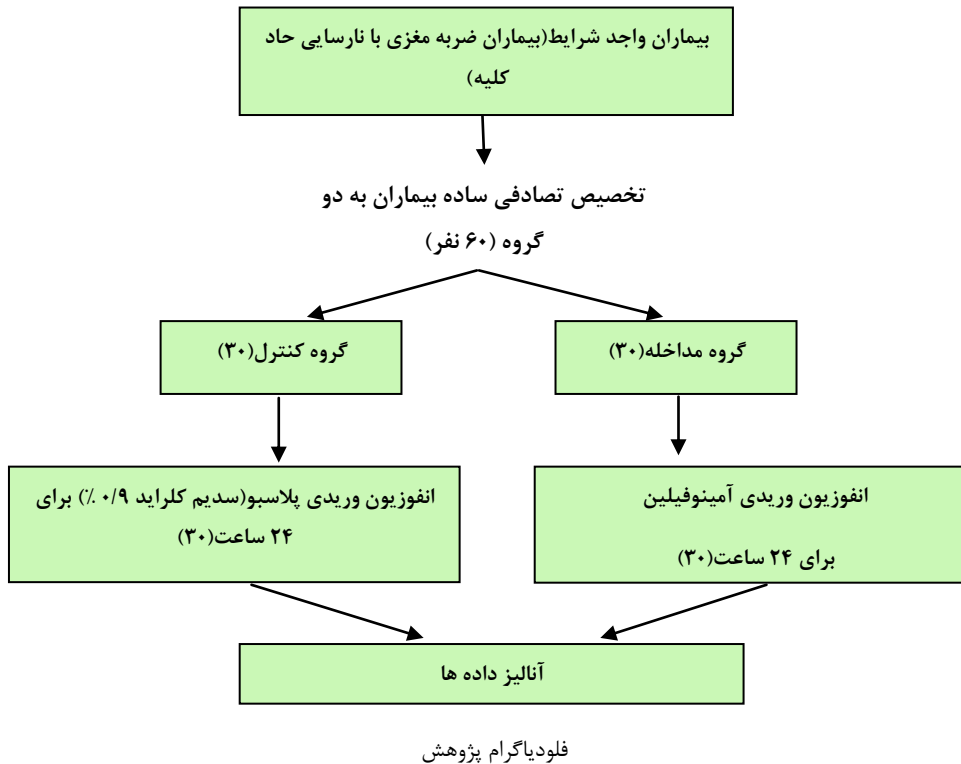 بیماران واجد شرایط(بیماران ضربه مغزی با نارسایی حاد
کلیه)
تخصیص تصادفی ساده بیماران به دو
گروه (۶۰ نفر)
گروه مداخله(۳۰)
گروه کنترل(۳۰)
انفوزیون وریدی آمینوفیلین
برای ۲۴ ساعت(۳۰)
انفوزیون وریدی پلاسبو(سدیم کلراید ۰/۹ ٪) برای
۲۴ ساعت(۳۰)
آنالیز داده ها
فلودیاگرام پژوهش